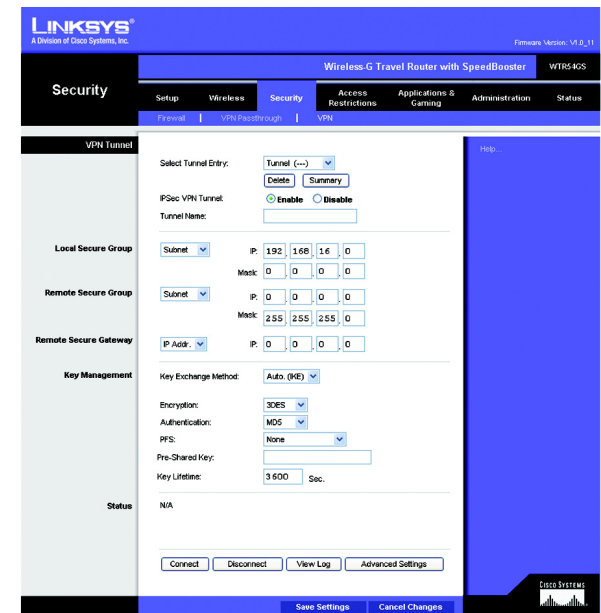 LINKSYS®
A Division of Cisco Systems, Inc.
Firmware Version: V1.0_11
Wireless-G Travel Router with SpeedBooster WTR54GS
Security
Setup Wireless Security Access Restrictions Applications & Gaming Administration Status
Firewall | VPN Passthrough | VPN
VPN Tunnel
Help...
Select Tunnel Entry: Tunnel (---)
Delete Summary
IPSec VPN Tunnel: Enable Disable
Tunnel Name:
Local Secure Group Subnet IP: 192 . 168 . 16 . 0
Mask: 0 . 0 . 0 . 0
Remote Secure Group Subnet IP: 0 . 0 . 0 . 0
Mask: 255 . 255 . 255 . 0
Remote Secure Gateway IP Addr. IP: 0 . 0 . 0 . 0
Key Management Key Exchange Method: Auto. (IKE)
Encryption: 3DES
Authentication: MD5
PFS: None
Pre-Shared Key:
Key Lifetime: 3600 Sec.
Status N/A
Connect Disconnect View Log Advanced Settings
Save Settings Cancel Changes
CISCO SYSTEMS